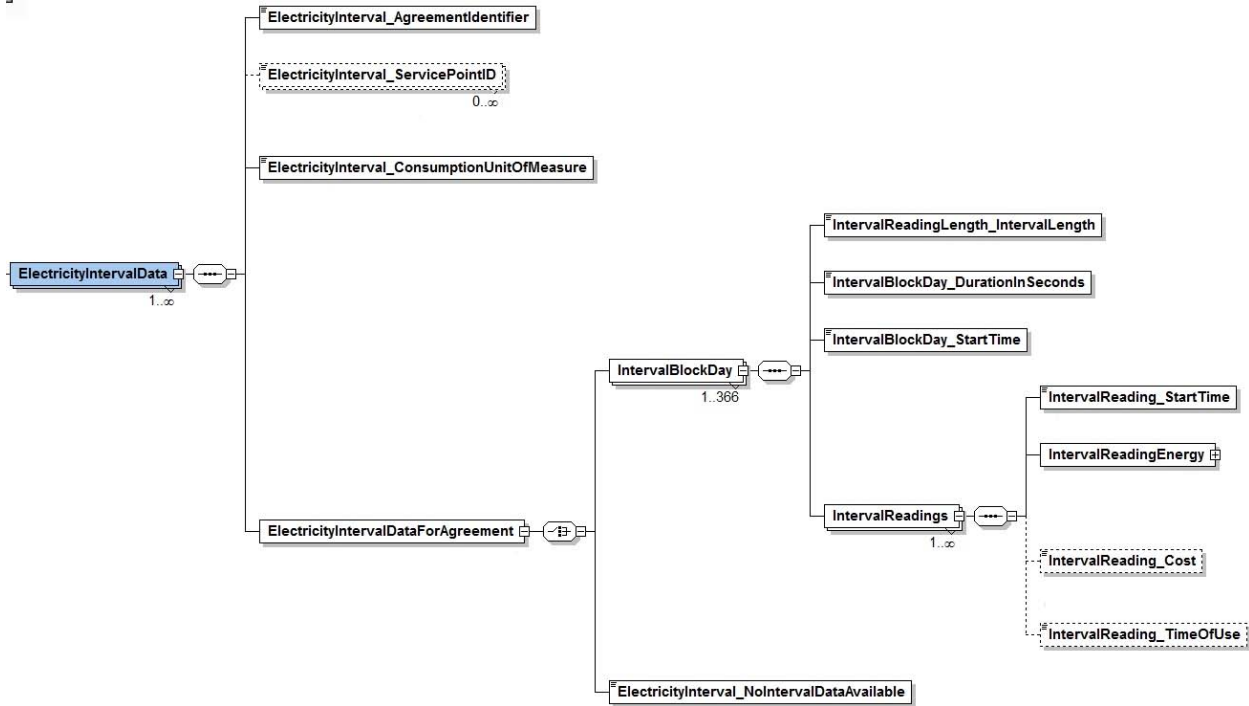 ElectricityInterval_AgreementIdentifier
ElectricityInterval_ServicePointID
0..∞
ElectricityInterval_ConsumptionUnitOfMeasure
IntervalReadingLength_IntervalLength
ElectricityIntervalData
1..∞
IntervalBlockDay_DurationInSeconds
IntervalBlockDay_StartTime
IntervalBlockDay
1..366
IntervalReading_StartTime
IntervalReadingEnergy
IntervalReadings
1..∞
ElectricityIntervalDataForAgreement
IntervalReading_Cost
IntervalReading_TimeOfUse
ElectricityInterval_NoIntervalDataAvailable